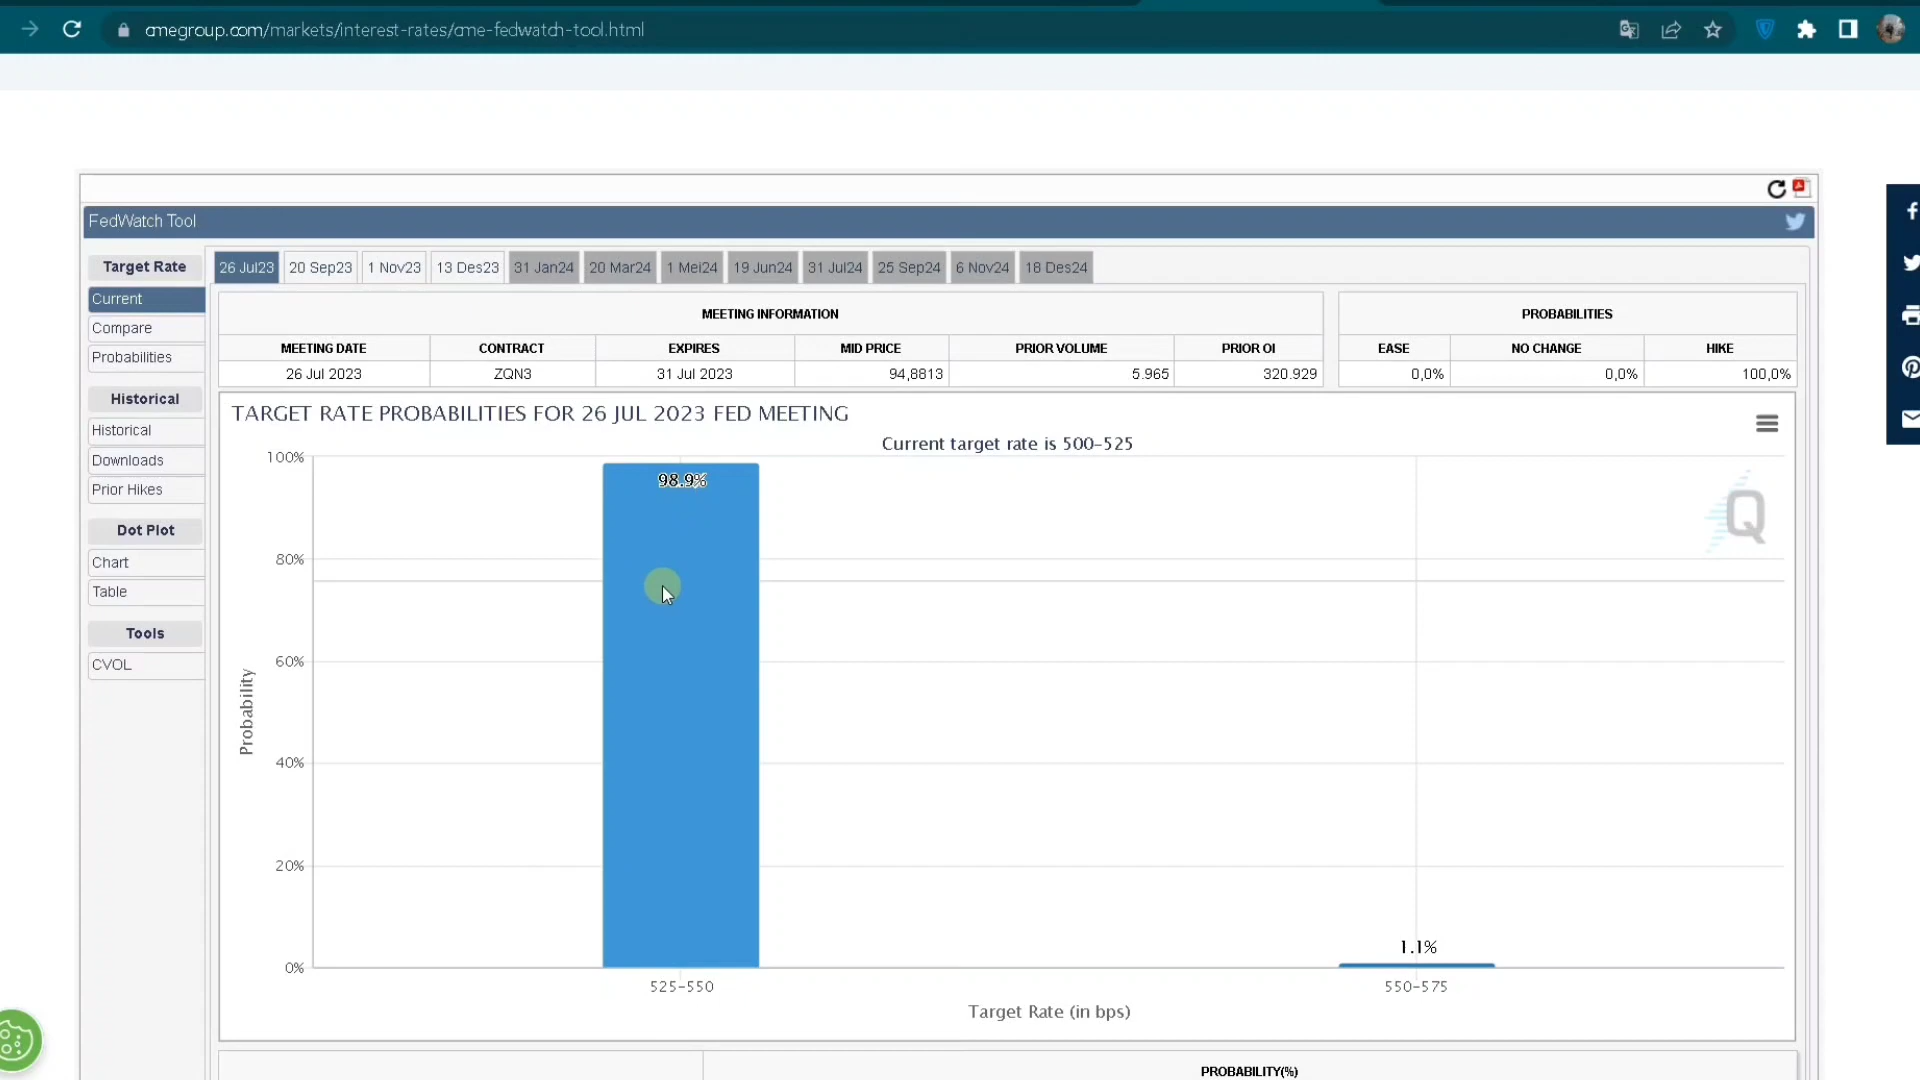 amegroup.com/markets/interest-rates/ame-fedwatch-tool.html
FedWatch Tool
Target Rate
Current
Compare
Probabilities
Historical
Historical
Downloads
Prior Hikes
Dot Plot
Chart
Table
Tools
CVOL
26 Jul23 20 Sep23 1 Nov23 13 Des23 31 Jan24 20 Mar24 1 Mei24 19 Jun24 31 Jul24 25 Sep24 6 Nov24 18 Des24
MEETING INFORMATION
MEETING DATE CONTRACT EXPIRES MID PRICE PRIOR VOLUME PRIOR OI
26 Jul 2023 ZQN3 31 Jul 2023 94,8813 5.965 320.929
PROBABILITIES
EASE NO CHANGE HIKE
0,0% 0,0% 100,0%
TARGET RATE PROBABILITIES FOR 26 JUL 2023 FED MEETING
Current target rate is 500-525
Probability
100%
80%
60%
40%
20%
0%
98.9%
1.1%
525-550 550-575
Target Rate (in bps)
Q
PROBABILITY(%)